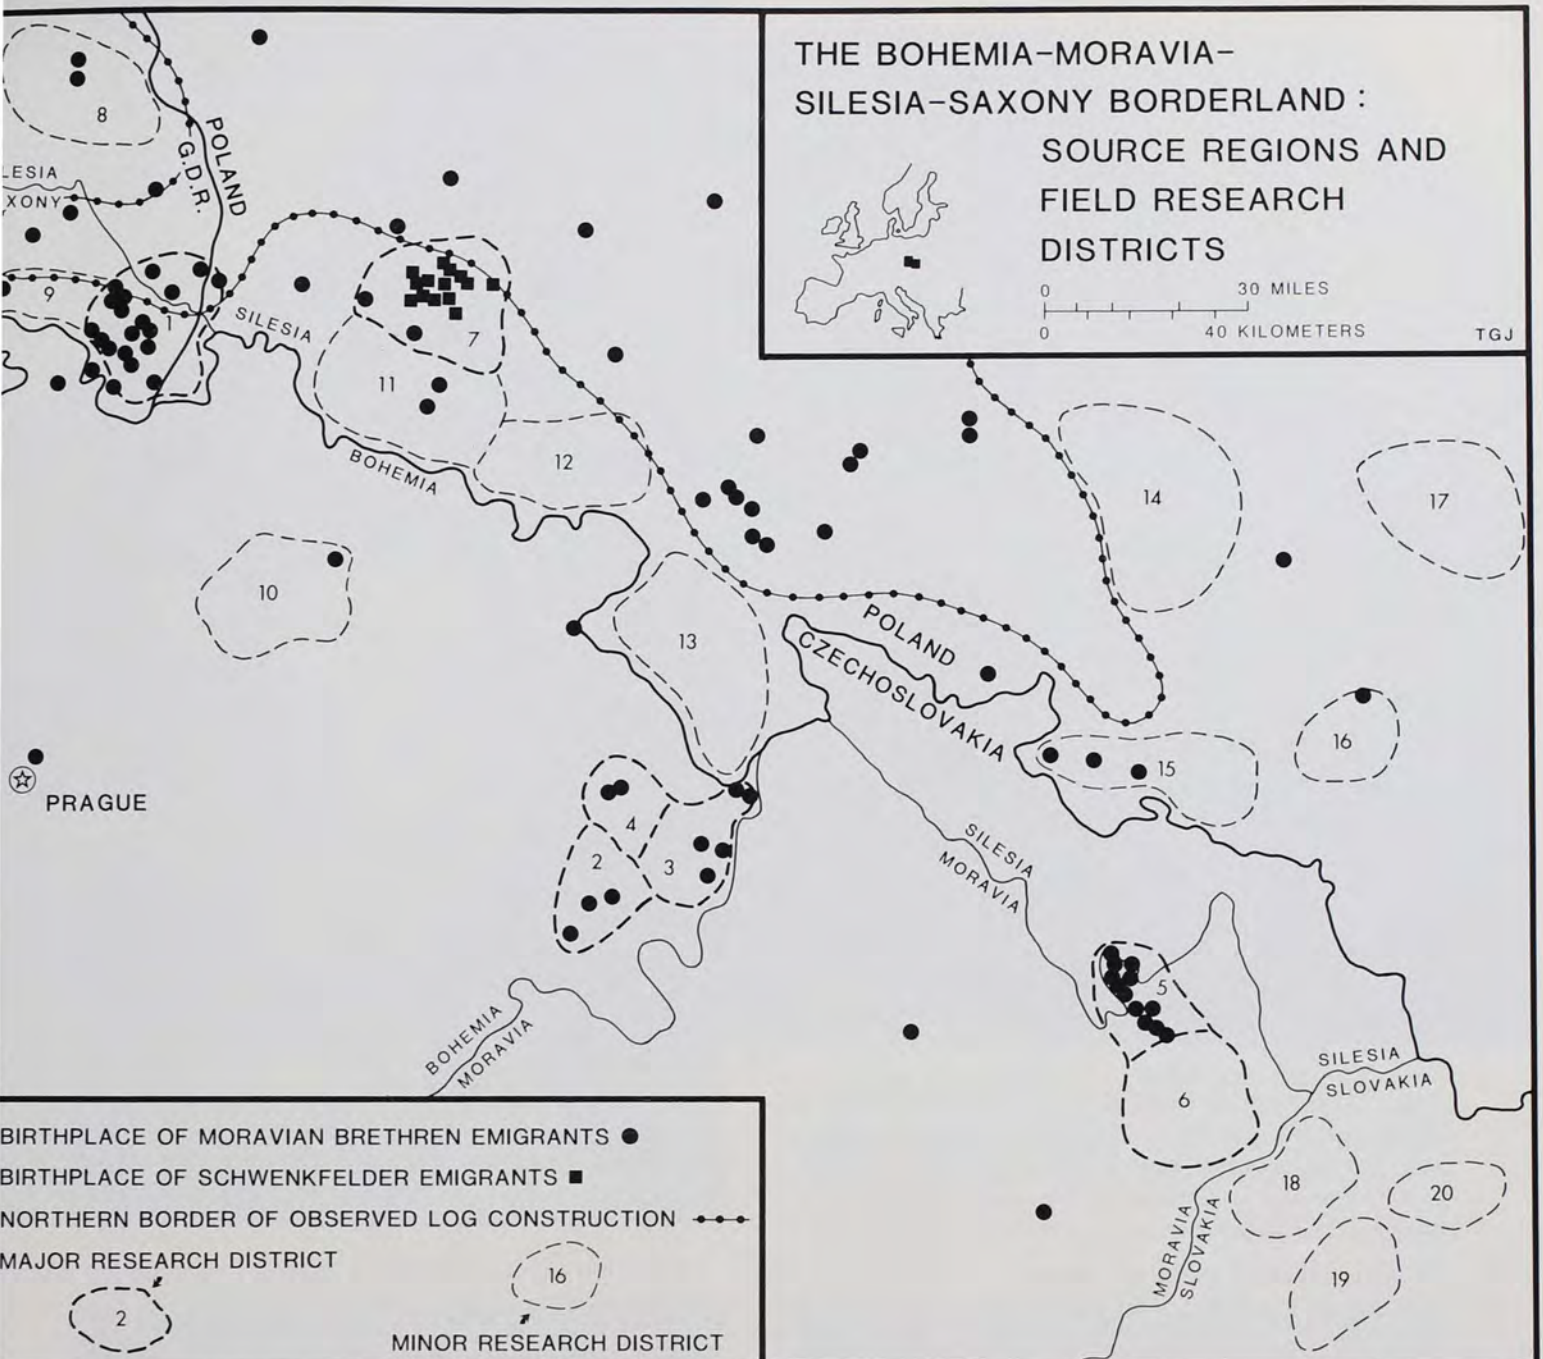 THE BOHEMIA-MORAVIA-
SILESIA-SAXONY BORDERLAND :
SOURCE REGIONS AND
FIELD RESEARCH
DISTRICTS
0 30 MILES
0 40 KILOMETERS
TGJ
8
POLAND
G.D.R.
LESIA
XONY
9
1
SILESIA
7
11
12
BOHEMIA
10
13
14
17
POLAND
CZECHOSLOVAKIA
16
15
PRAGUE
4
2
3
SILESIA
MORAVIA
5
6
BOHEMIA
MORAVIA
SILESIA
SLOVAKIA
18
20
19
MORAVIA
SLOVAKIA
BIRTHPLACE OF MORAVIAN BRETHREN EMIGRANTS
BIRTHPLACE OF SCHWENKFELDER EMIGRANTS
NORTHERN BORDER OF OBSERVED LOG CONSTRUCTION
MAJOR RESEARCH DISTRICT
2
16
MINOR RESEARCH DISTRICT